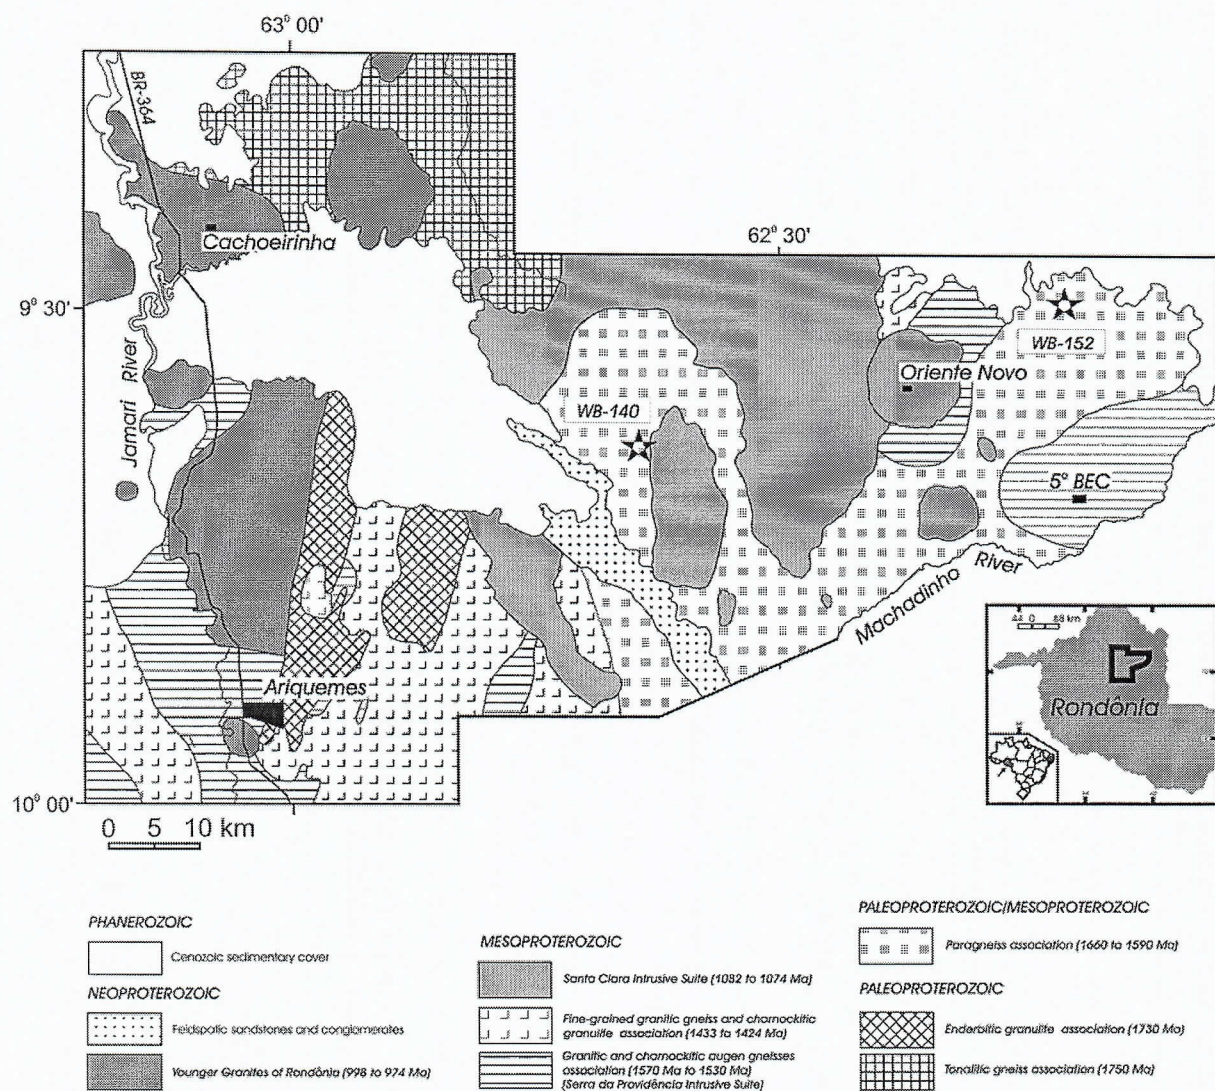 63° 00'
BR-364
Cachoeirinha
62° 30'
9° 30'
WB-152
Oriente Novo
Jamari River
WB-140
5° BEC
Machadinho River
44 0 88 km
Rondônia
Ariquemes
10° 00'
0 5 10 km
PHANEROZOIC
Cenozoic sedimentary cover
NEOPROTEROZOIC
Feldspatic sandstones and conglomerates
Younger Granites of Rondônia (998 to 974 Ma)
MESOPROTEROZOIC
Santa Clara Intrusive Suite (1082 to 1074 Ma)
Fine-grained granitic gneiss and charnockitic
granulite association (1433 to 1424 Ma)
Granitic and charnockitic augen gneisses
association (1570 Ma to 1530 Ma)
(Serra da Providência Intrusive Suite)
PALEOPROTEROZOIC/MESOPROTEROZOIC
Paragneiss association (1660 to 1590 Ma)
PALEOPROTEROZOIC
Enderbitic granulite association (1730 Ma)
Tonalitic gneiss association (1750 Ma)